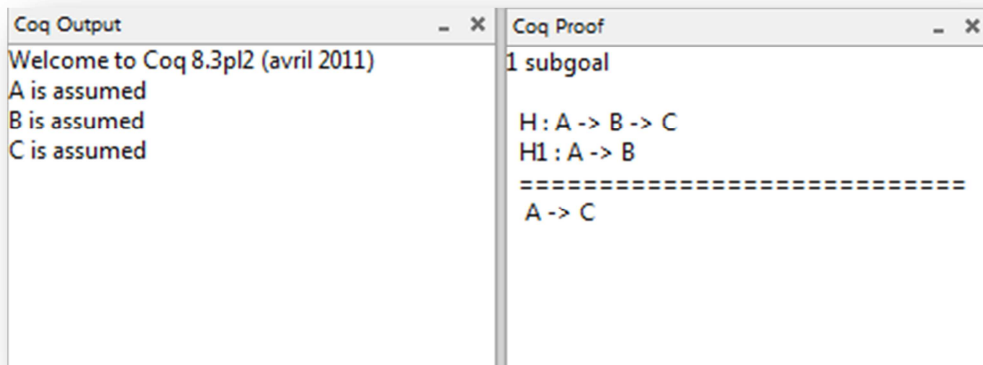 Coq Output
Welcome to Coq 8.3pl2 (avril 2011)
A is assumed
B is assumed
C is assumed
Coq Proof
1 subgoal
H : A -> B -> C
H1 : A -> B
============================
A -> C